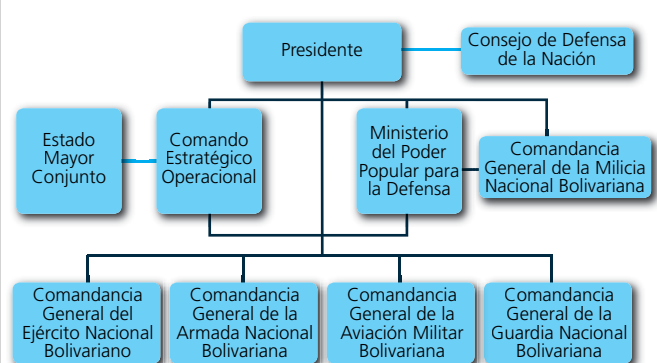 Presidente
Consejo de Defensa
de la Nación
Estado
Mayor
Conjunto
Comando
Estratégico
Operacional
Ministerio
del Poder
Popular para
la Defensa
Comandancia
General de la Milicia
Nacional Bolivariana
Comandancia
General del
Ejército Nacional
Bolivariano
Comandancia
General de la
Armada Nacional
Bolivariana
Comandancia
General de la
Aviación Militar
Bolivariana
Comandancia
General de la
Guardia Nacional
Bolivariana